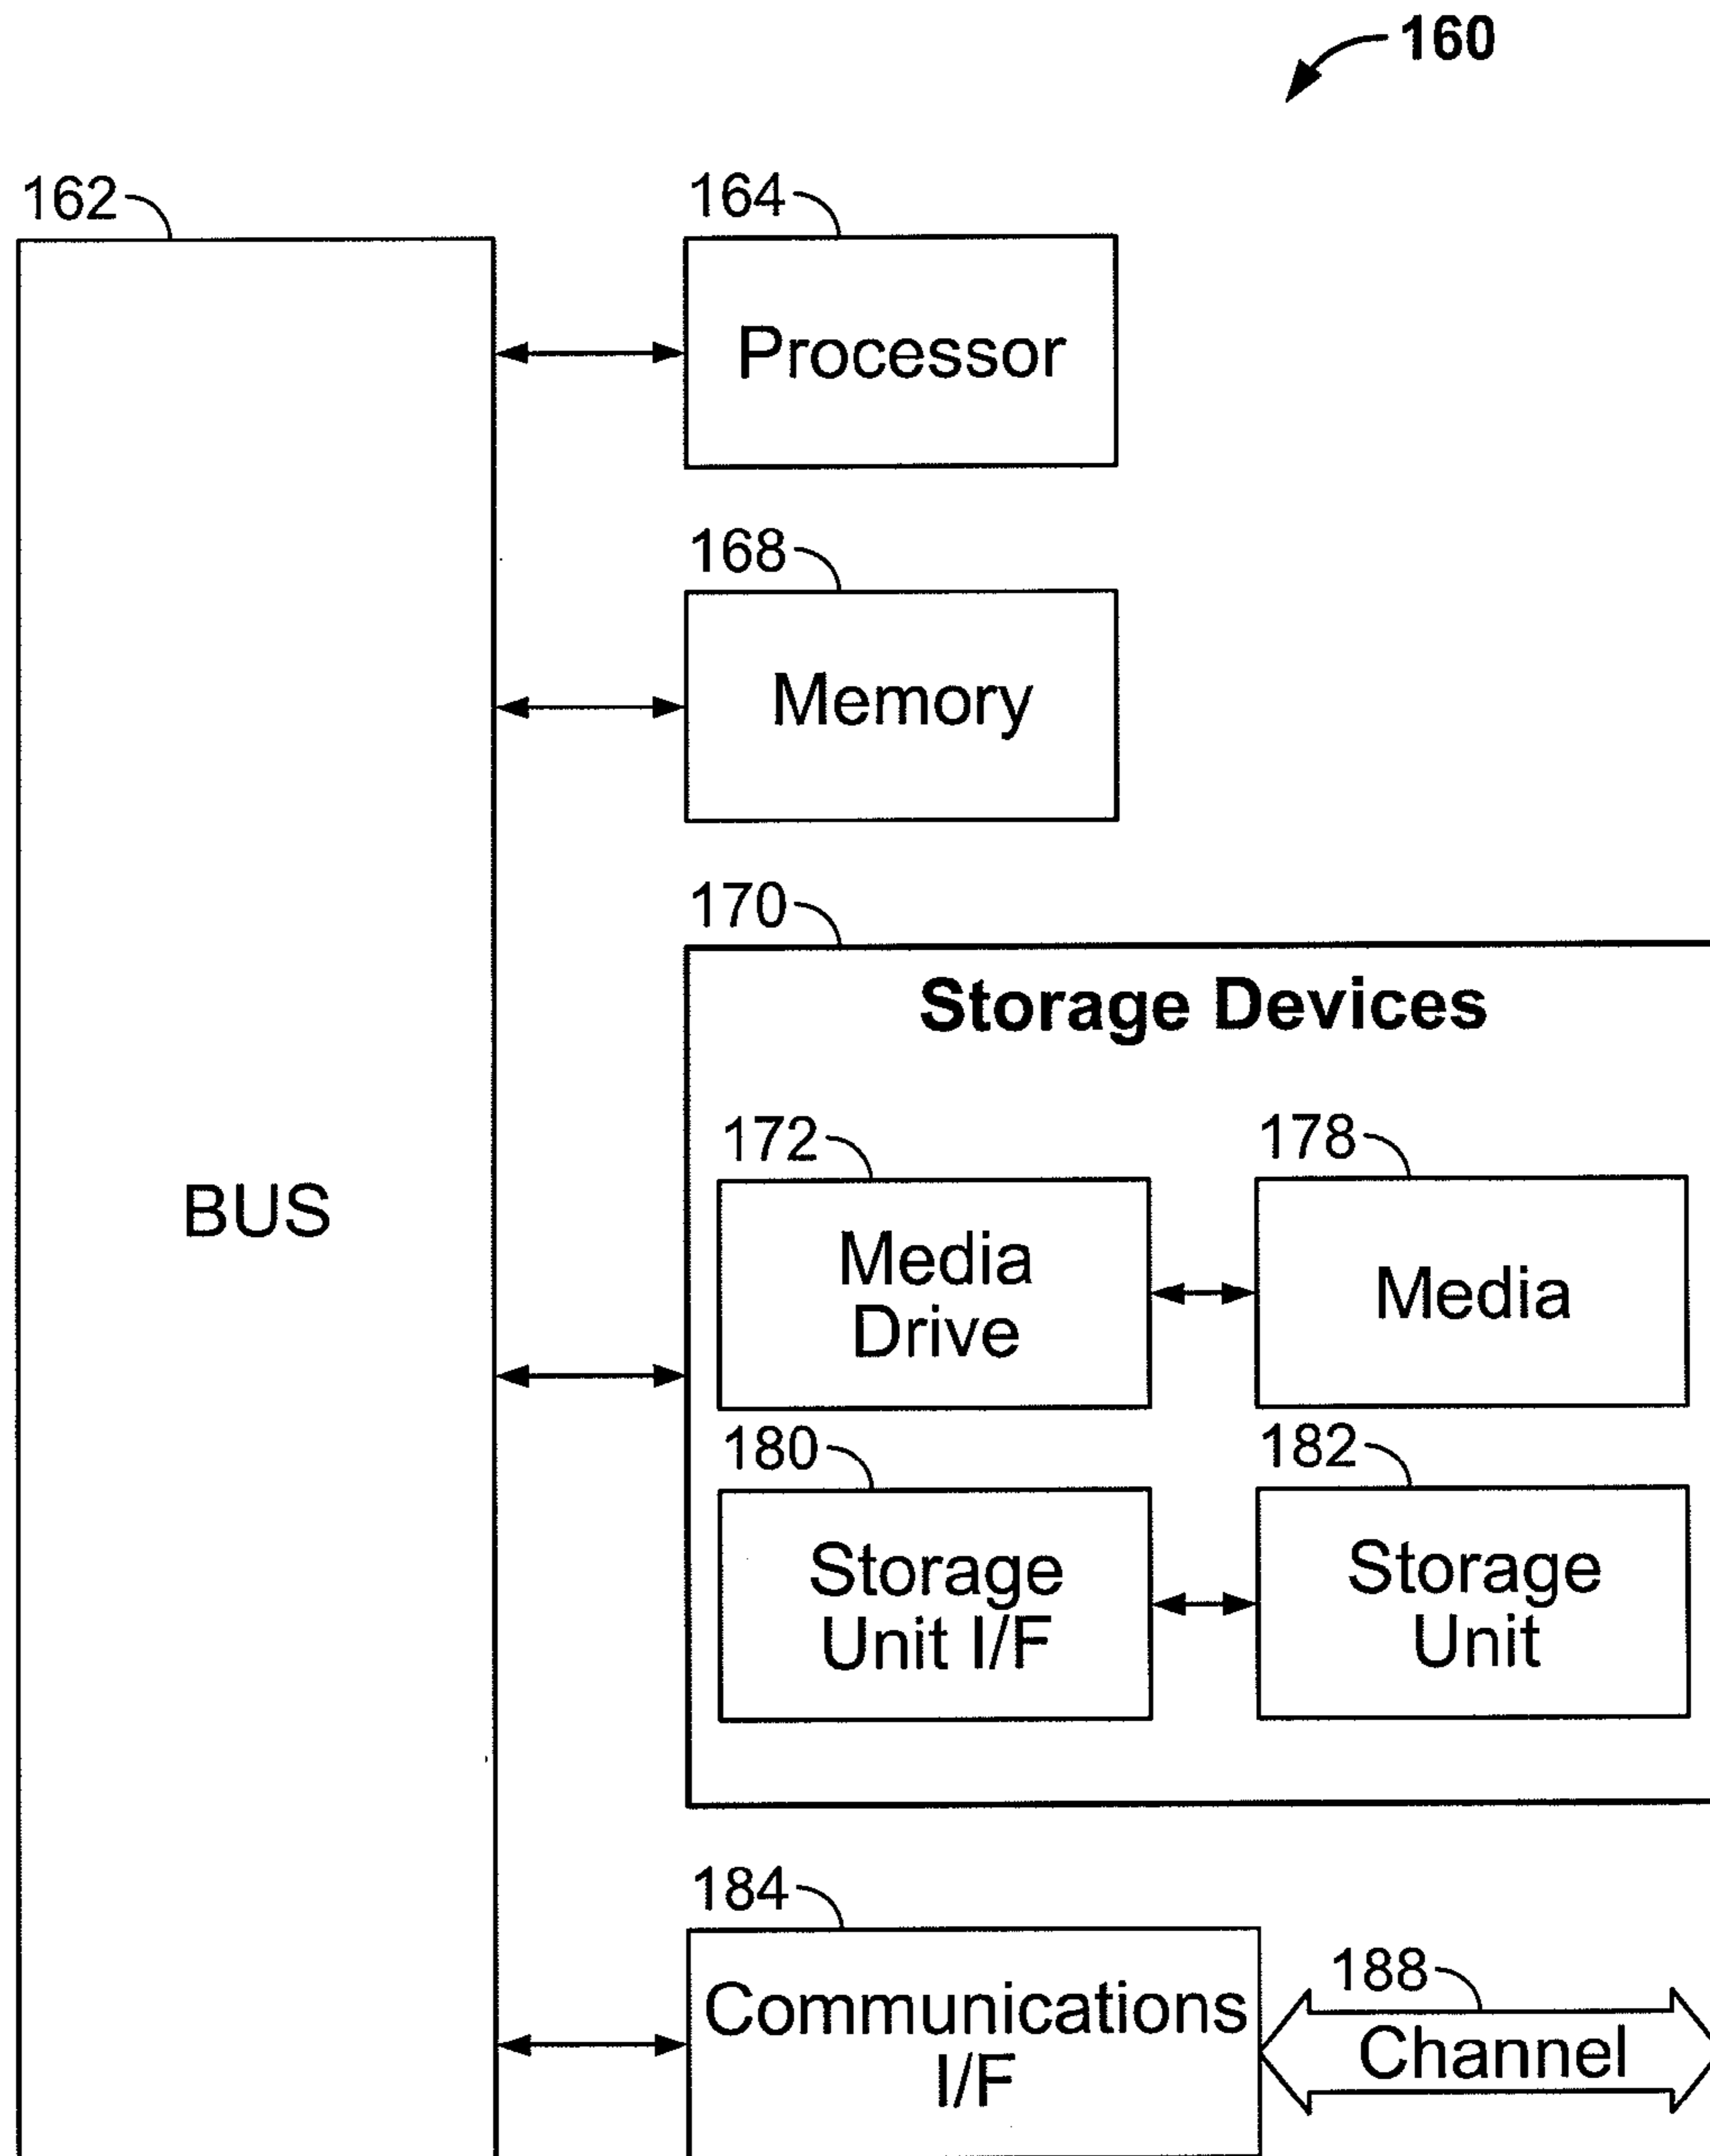 160
162
164
Processor
168
Memory
170
Storage Devices
BUS
172
Media
Drive
178
Media
180
Storage
Unit I/F
182
Storage
Unit
184
Communications
I/F
188
Channel